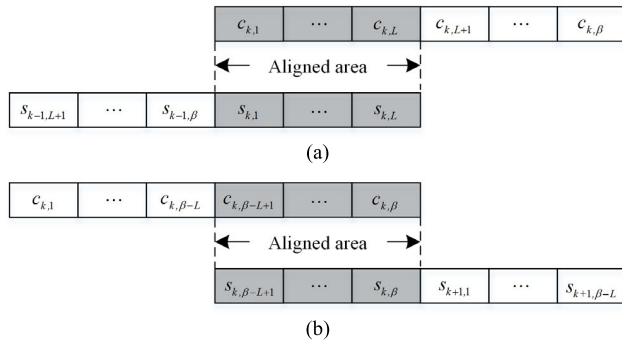 c_{k,1} ⋯ c_{k,L} c_{k,L+1} ⋯ c_{k,β}
Aligned area
s_{k-1,L+1} ⋯ s_{k-1,β} s_{k,1} ⋯ s_{k,L}
(a)
c_{k,1} ⋯ c_{k,β-L} c_{k,β-L+1} ⋯ c_{k,β}
Aligned area
s_{k,β-L+1} ⋯ s_{k,β} s_{k+1,1} ⋯ s_{k+1,β-L}
(b)